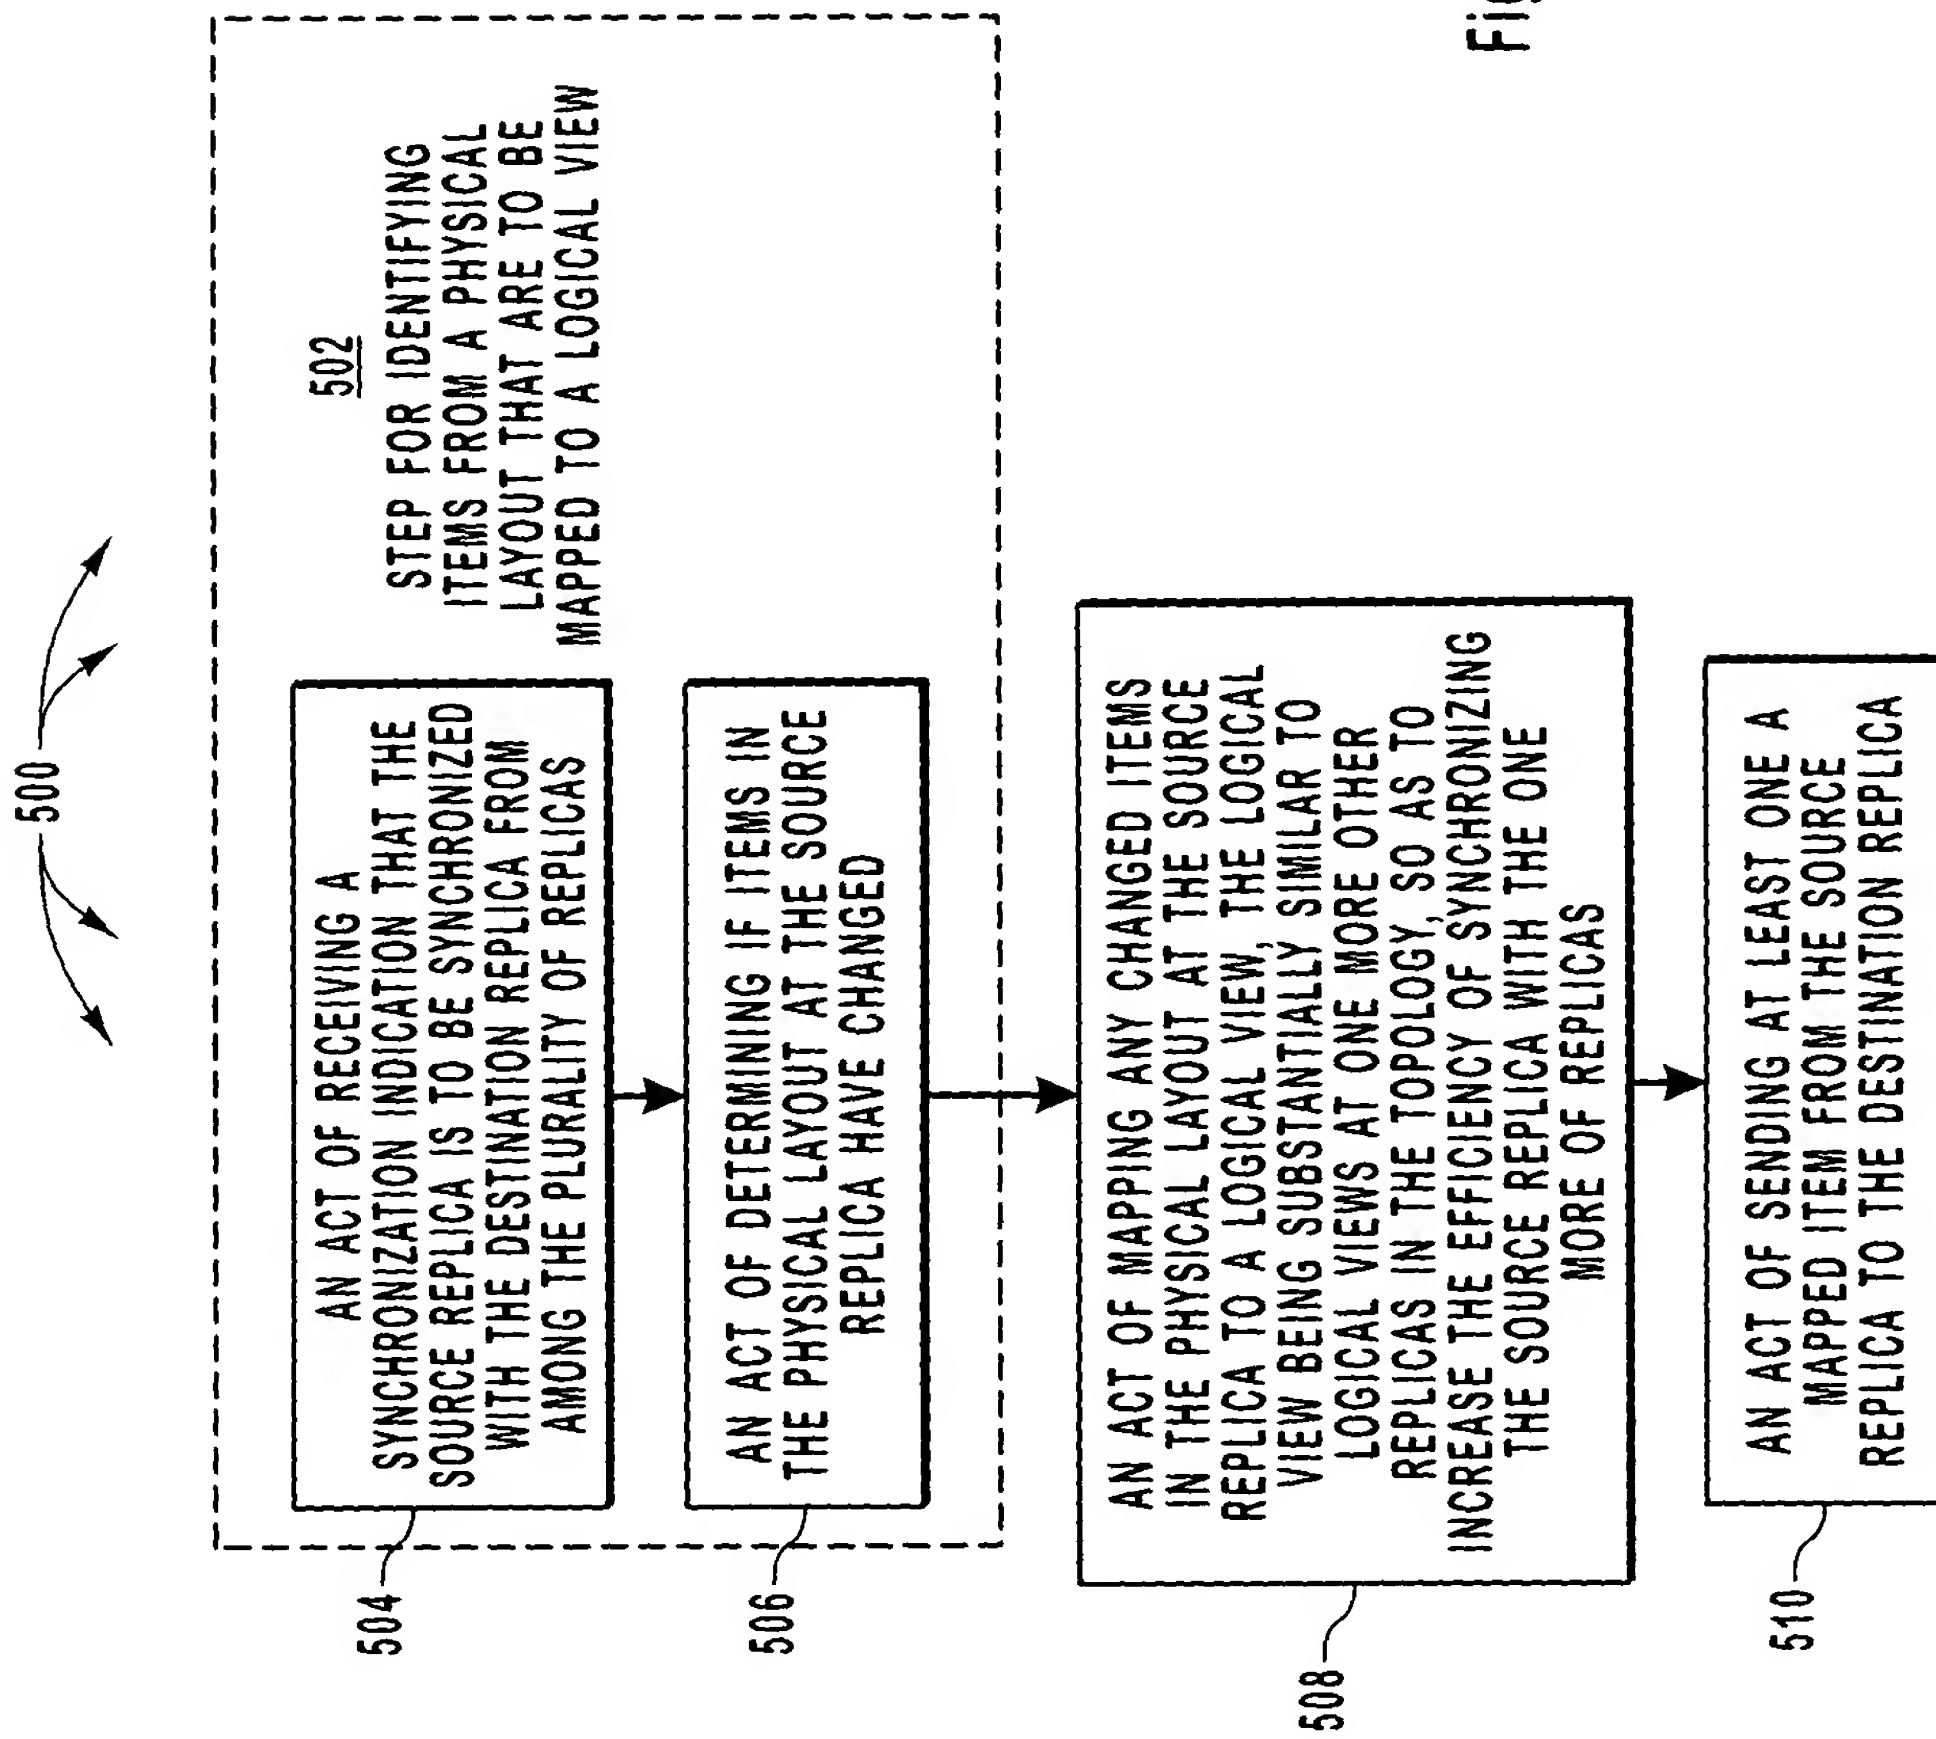 500
502
STEP FOR IDENTIFYING
ITEMS FROM A PHYSICAL
LAYOUT THAT ARE TO BE
MAPPED TO A LOGICAL VIEW
504
AN ACT OF RECEIVING A
SYNCHRONIZATION INDICATION THAT THE
SOURCE REPLICA IS TO BE SYNCHRONIZED
WITH THE DESTINATION REPLICA FROM
AMONG THE PLURALITY OF REPLICAS
506
AN ACT OF DETERMINING IF ITEMS IN
THE PHYSICAL LAYOUT AT THE SOURCE
REPLICA HAVE CHANGED
508
AN ACT OF MAPPING ANY CHANGED ITEMS
IN THE PHYSICAL LAYOUT AT THE SOURCE
REPLICA TO A LOGICAL VIEW, THE LOGICAL
VIEW BEING SUBSTANTIALLY SIMILAR TO
LOGICAL VIEWS AT ONE MORE OTHER
REPLICAS IN THE TOPOLOGY, SO AS TO
INCREASE THE EFFICIENCY OF SYNCHRONIZING
THE SOURCE REPLICA WITH THE ONE
MORE OF REPLICAS
510
AN ACT OF SENDING AT LEAST ONE A
MAPPED ITEM FROM THE SOURCE
REPLICA TO THE DESTINATION REPLICA